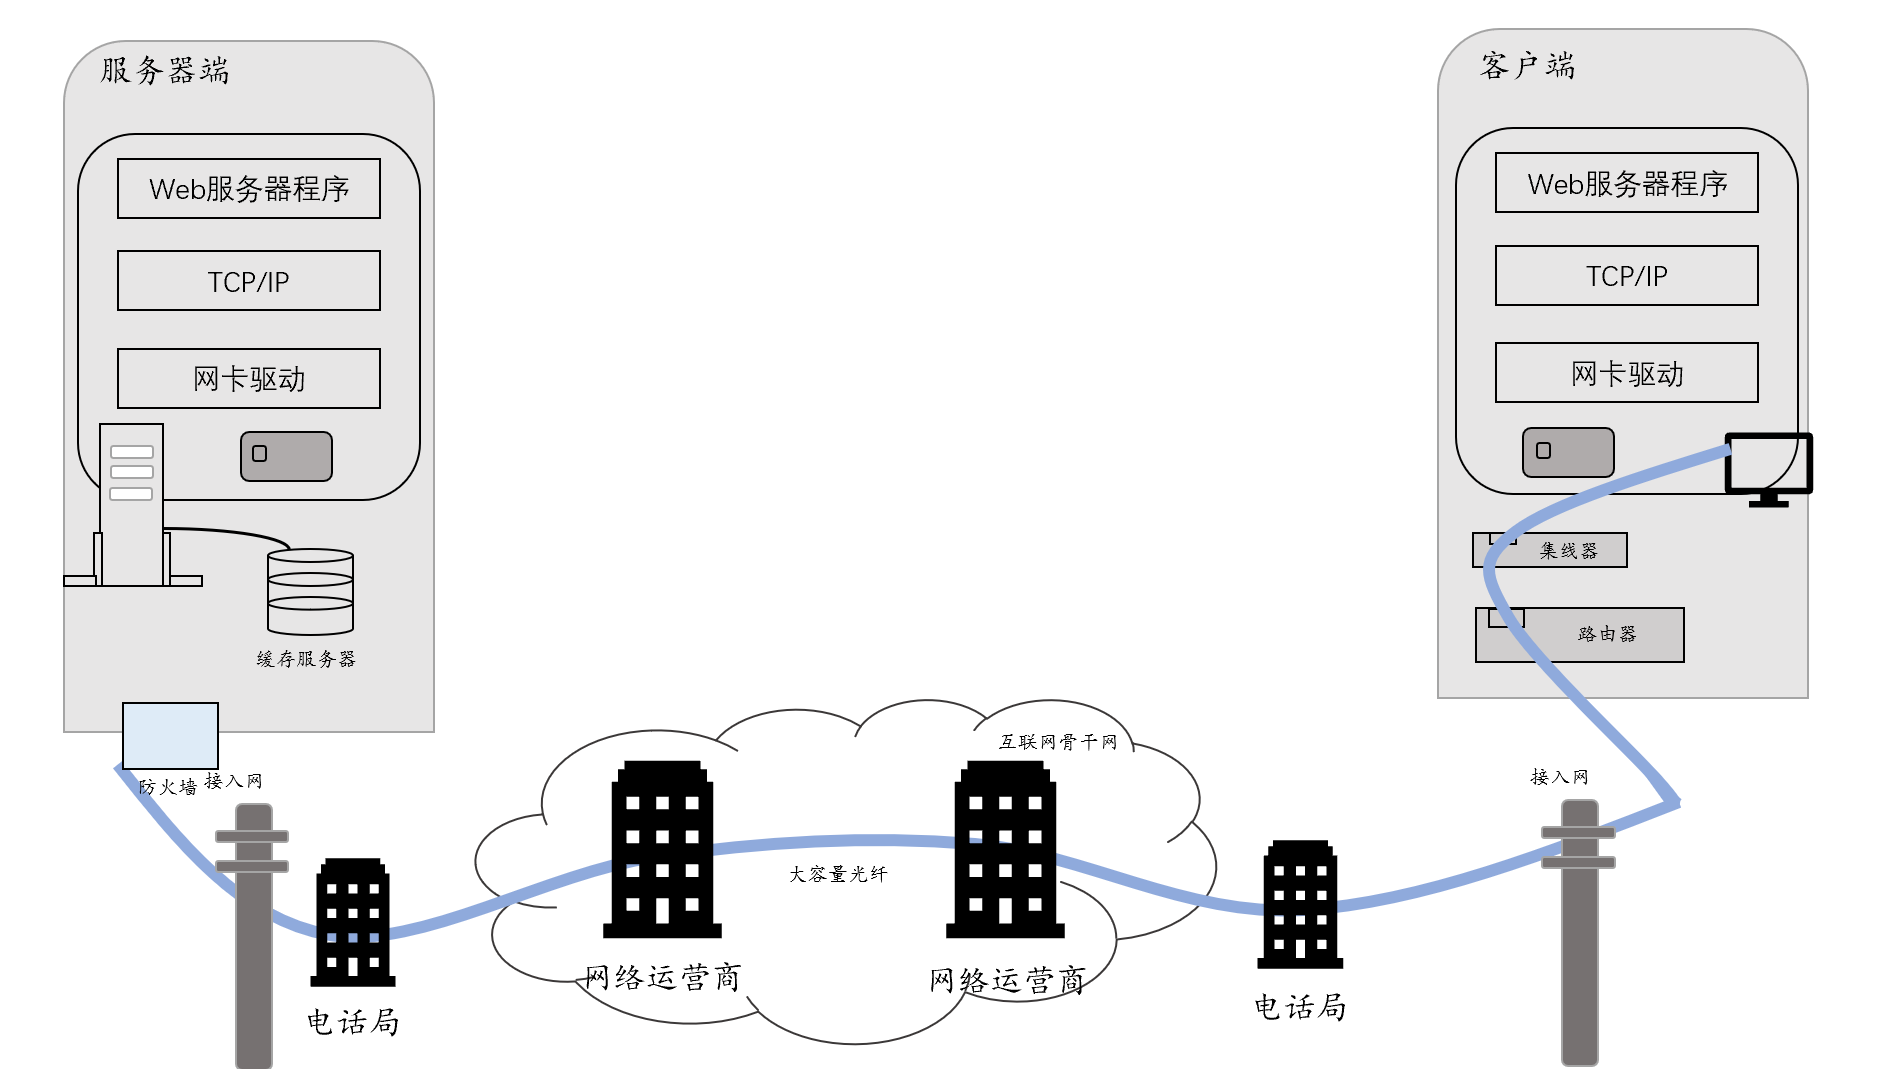 服务器端
Web服务器程序
TCP/IP
网卡驱动
缓存服务器
防火墙
接入网
电话局
网络运营商
大容量光纤
互联网骨干网
网络运营商
电话局
接入网
客户端
Web服务器程序
TCP/IP
网卡驱动
集线器
路由器